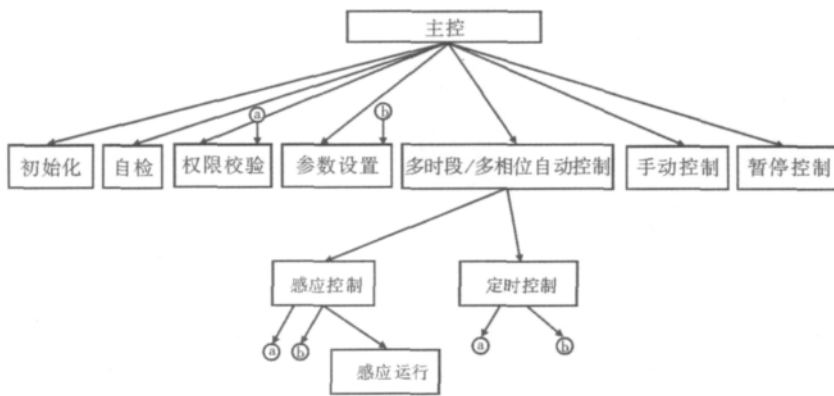 主控
a
b
初始化
自检
权限校验
参数设置
多时段/多相位自动控制
手动控制
暂停控制
感应控制
定时控制
a
b
a
b
感应运行